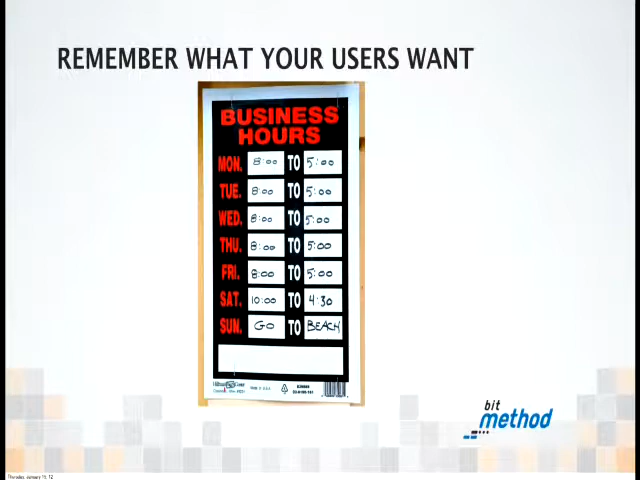 REMEMBER WHAT YOUR USERS WANT
BUSINESS
HOURS
MON. 8:00 TO 5:00
TUE. 8:00 TO 5:00
WED. 8:00 TO 5:00
THU. 8:00 TO 5:00
FRI. 8:00 TO 5:00
SAT. 10:00 TO 4:30
SUN. GO TO BEACH
bit
method